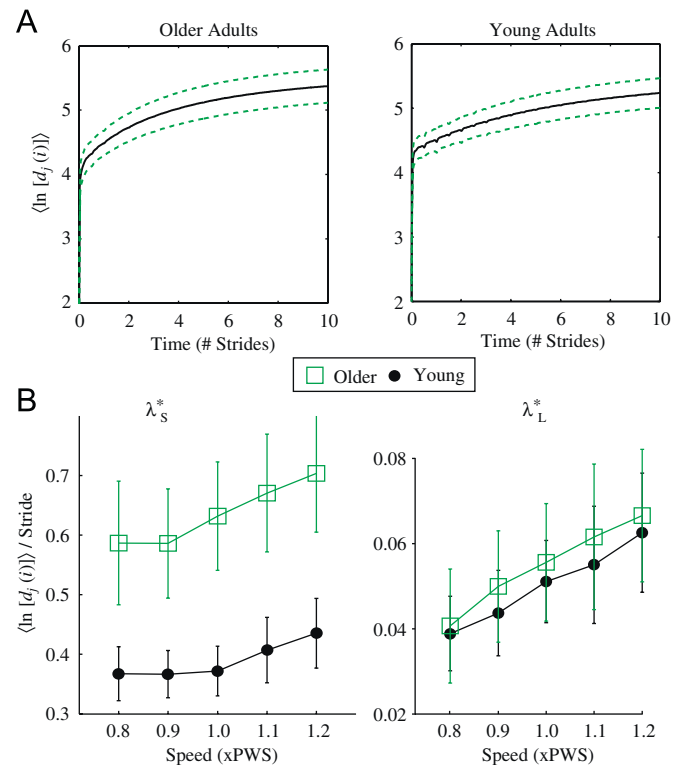 A
Older Adults
Young Adults
⟨ln [d_j (i)]⟩
6
5
4
3
2
0 2 4 6 8 10
Time (# Strides)
6
5
4
3
2
0 2 4 6 8 10
Time (# Strides)
Older Young
B
λ*_S
λ*_L
⟨ln [d_j (i)]⟩ / Stride
0.7
0.6
0.5
0.4
0.3
0.8 0.9 1.0 1.1 1.2
Speed (xPWS)
0.08
0.06
0.04
0.02
0.8 0.9 1.0 1.1 1.2
Speed (xPWS)